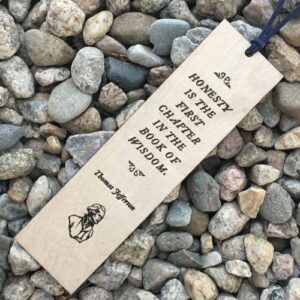 HONESTY
IS THE
FIRST
CHAPTER
IN THE
BOOK OF
WISDOM.
Thomas Jefferson